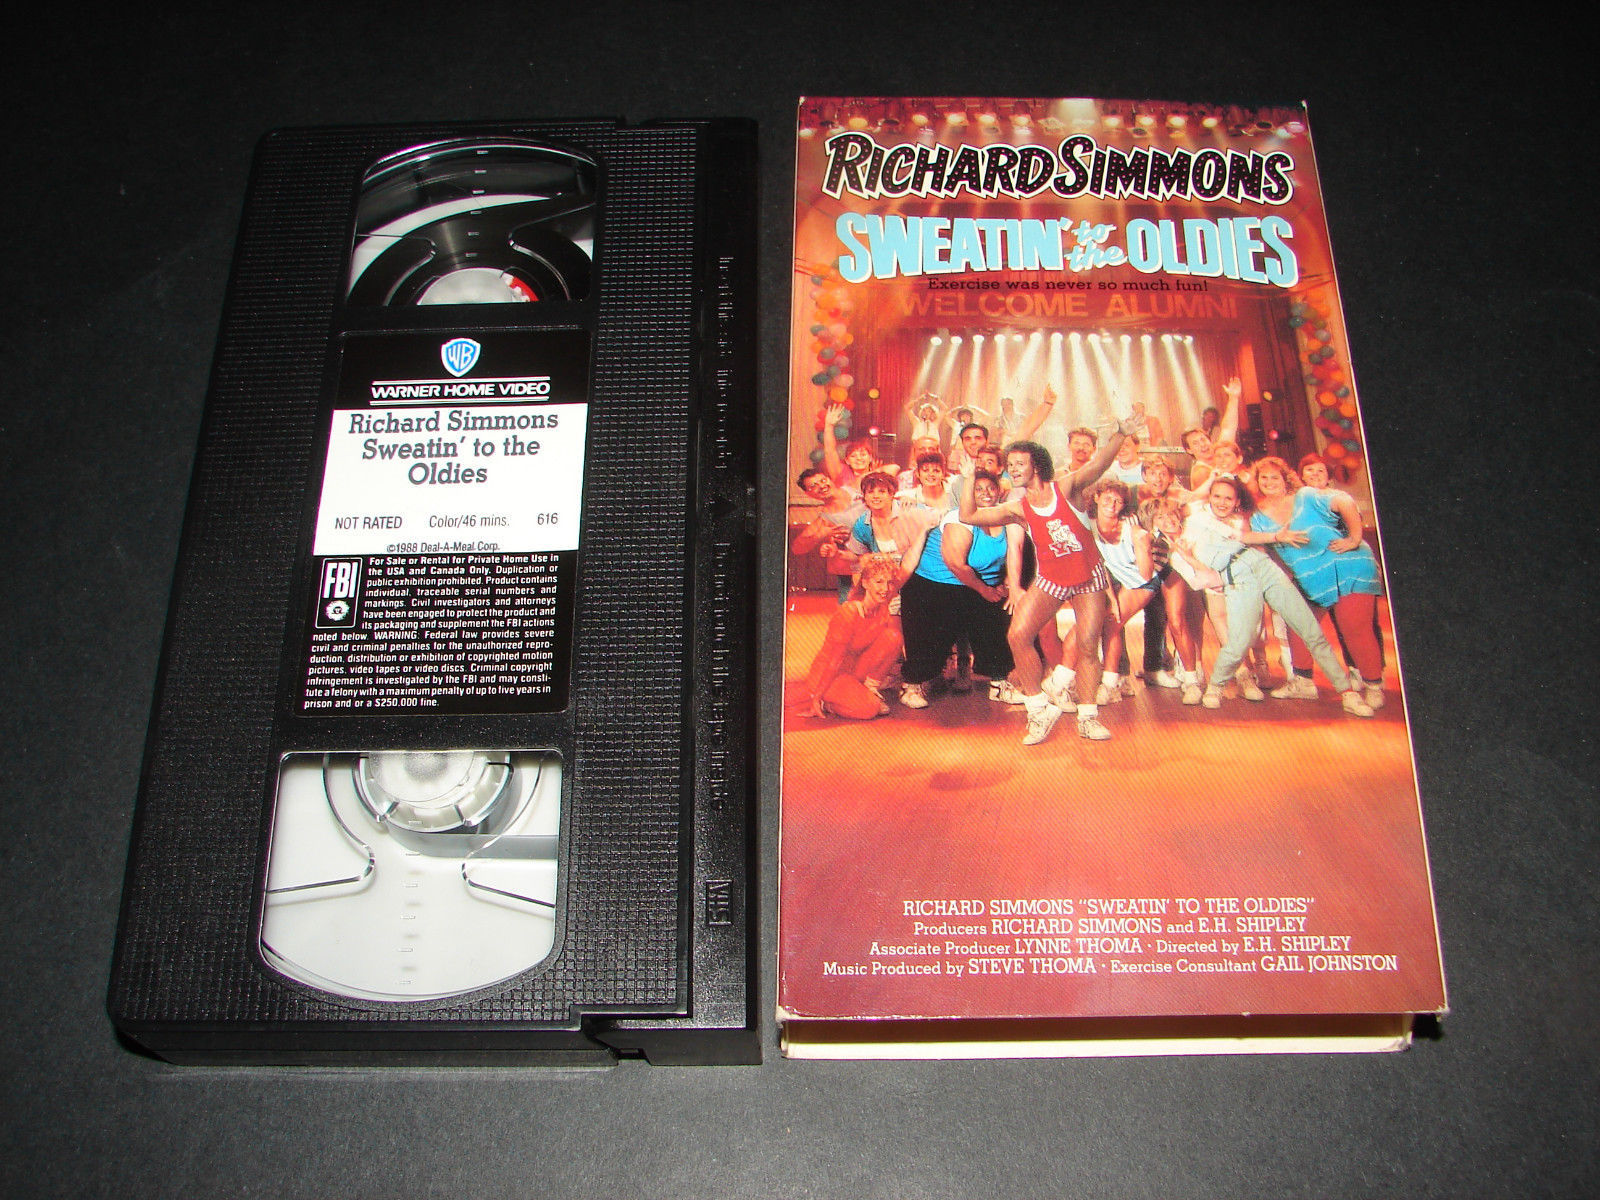 WB
WARNER HOME VIDEO
Richard Simmons
Sweatin' to the
Oldies
NOT RATED Color/46 mins. 616
©1988 Deal-A-Meal Corp.
FBI
For Sale or Rental for Private Home Use in
the USA and Canada Only. Duplication or
public exhibition prohibited. Product contains
individual, traceable serial numbers and
markings. Civil investigators and attorneys
have been engaged to protect the product and
its packaging and supplement the FBI actions
noted below. WARNING: Federal law provides severe
civil and criminal penalties for the unauthorized repro-
duction, distribution or exhibition of copyrighted motion
pictures, video tapes or video discs. Criminal copyright
infringement is investigated by the FBI and may consti-
tute a felony with a maximum penalty of up to five years in
prison and or a $250,000 fine.
VHS
RICHARD SIMMONS
SWEATIN' to the OLDIES
Exercise was never so much fun!
WELCOME ALUMNI
RICHARD SIMMONS "SWEATIN' TO THE OLDIES"
Producers RICHARD SIMMONS and E.H. SHIPLEY
Associate Producer LYNNE THOMA · Directed by E.H. SHIPLEY
Music Produced by STEVE THOMA · Exercise Consultant GAIL JOHNSTON